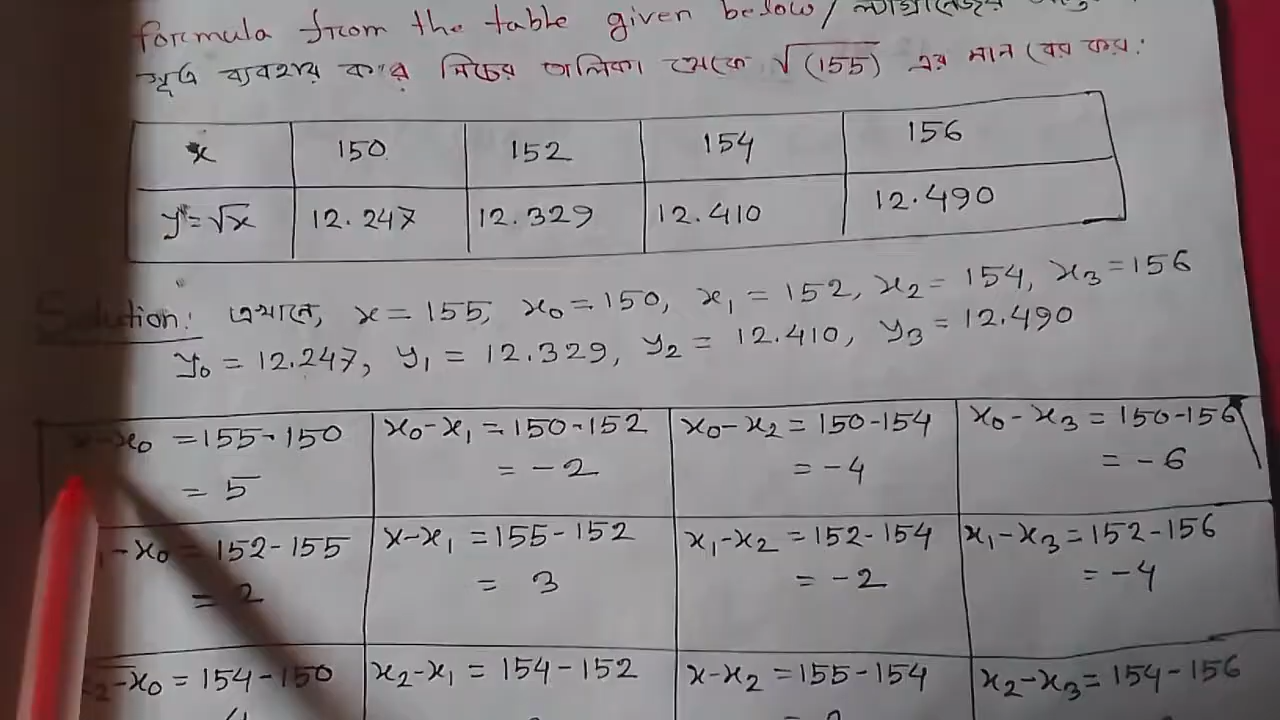 formula from the table given below/
সূত্র ব্যবহার করে নিচের তালিকা থেকে √(155) এর মান বের কর:
x 150 152 154 156
y=√x 12.247 12.329 12.410 12.490
Solution: এখানে, x=155, x₀=150, x₁=152, x₂=154, x₃=156
y₀=12.247, y₁=12.329, y₂=12.410, y₃=12.490
x-x₀ =155-150
= 5
x₀-x₁ =150-152
= -2
x₀-x₂ =150-154
= -4
x₀-x₃ =150-156
= -6
₁-x₀ =152-155
= 2
x-x₁ =155-152
= 3
x₁-x₂ =152-154
= -2
x₁-x₃ =152-156
= -4
x₂-x₀ =154-150
x₂-x₁ = 154-152
x-x₂ =155-154
x₂-x₃ =154-156